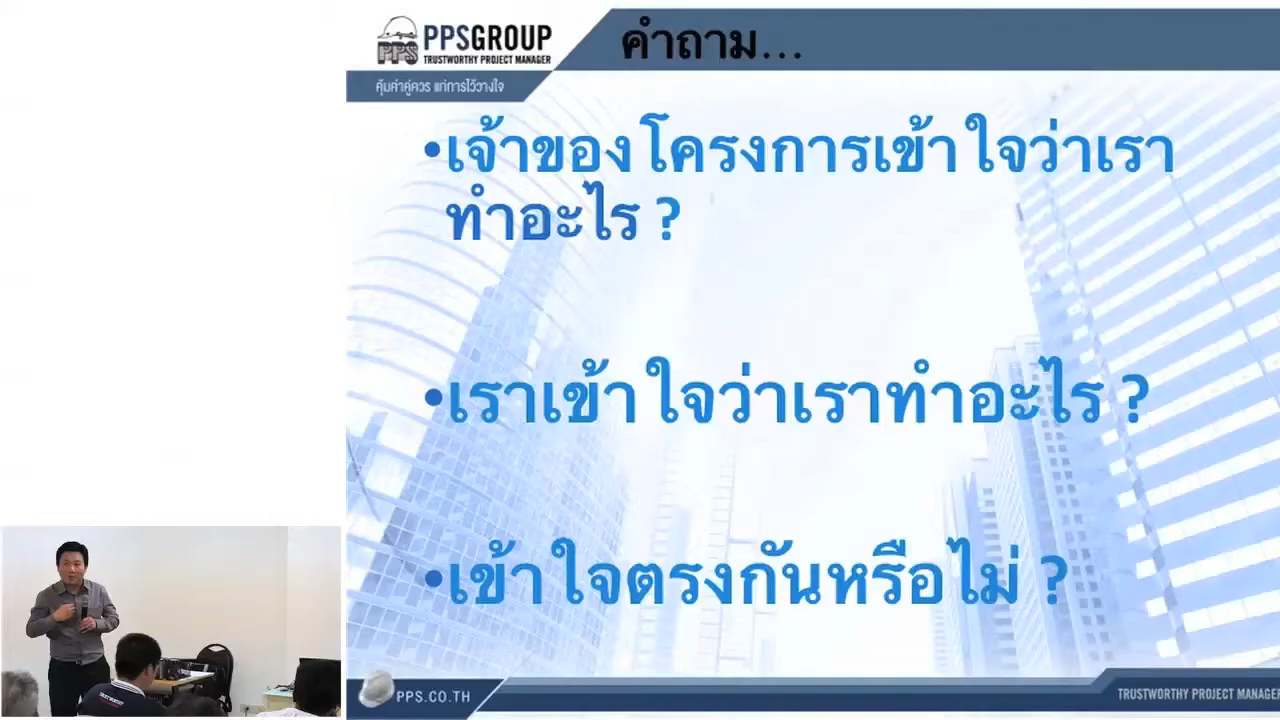 PPS
PPSGROUP
TRUSTWORTHY PROJECT MANAGER
คุ้มค่าคู่ควร แก่การไว้วางใจ
คำถาม...
•เจ้าของโครงการเข้าใจว่าเรา
ทำอะไร ?
•เราเข้าใจว่าเราทำอะไร ?
•เข้าใจตรงกันหรือไม่ ?
PPS.CO.TH
TRUSTWORTHY PROJECT MANAGER